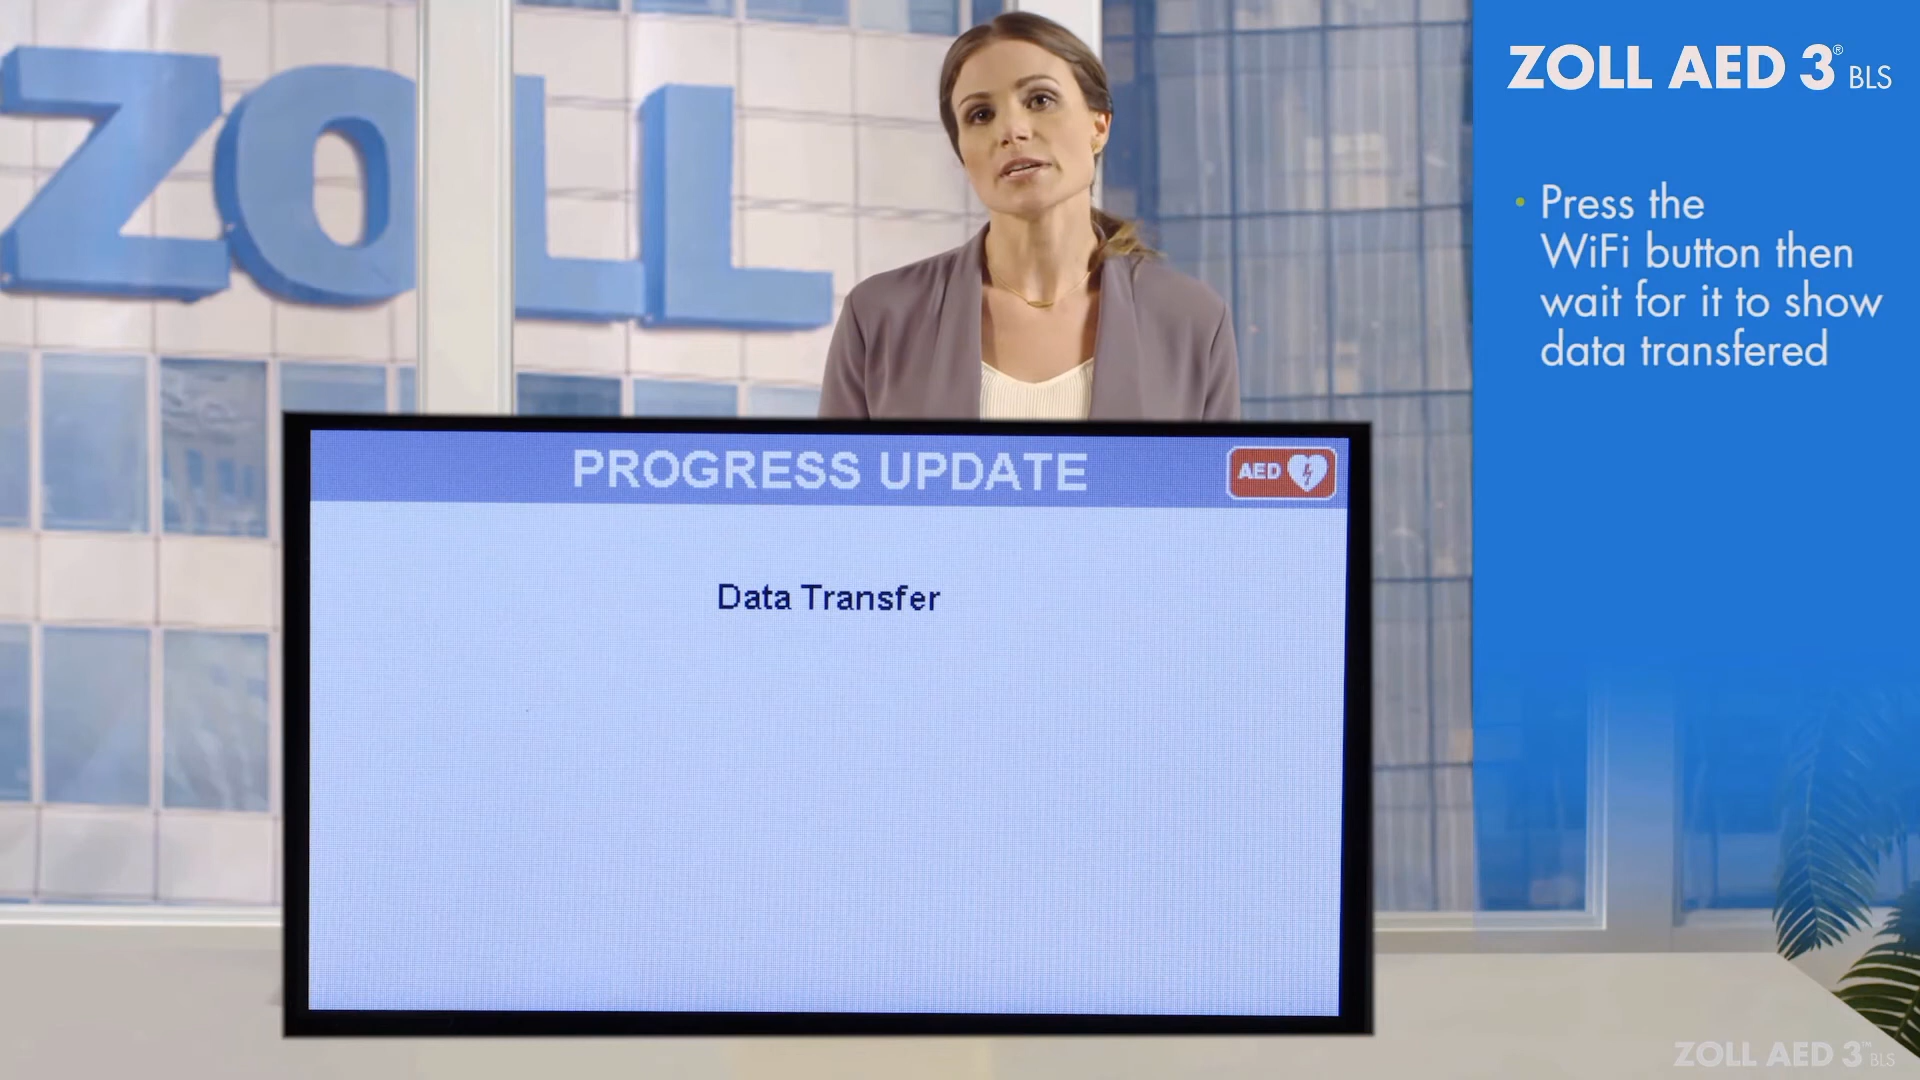 ZOLL
ZOLL AED 3® BLS
• Press the
WiFi button then
wait for it to show
data transfered
PROGRESS UPDATE
AED
Data Transfer
ZOLL AED 3™ BLS